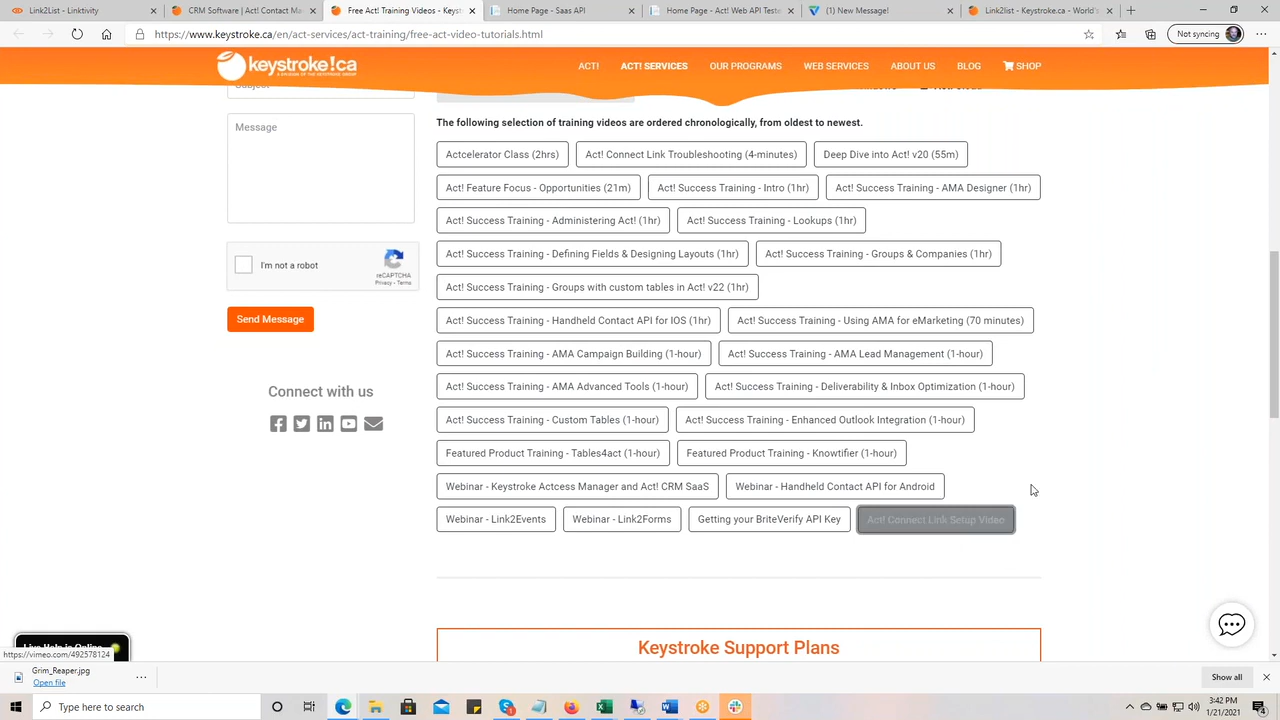 Link2List - Linktivity
CRM Software | Act! Contact Ma
Free Act! Training Videos - Keyst
Home Page - SaaS API
Home Page - Act! Web API Teste
(1) New Message!
Link2list - Keystroke.ca - World's
https://www.keystroke.ca/en/act-services/act-training/free-act-video-tutorials.html
Not syncing
keystroke!ca
ACT!
ACT! SERVICES
OUR PROGRAMS
WEB SERVICES
ABOUT US
BLOG
SHOP
Subject
Message
I'm not a robot
reCAPTCHA
Privacy - Terms
Send Message
Connect with us
The following selection of training videos are ordered chronologically, from oldest to newest.
Actcelerator Class (2hrs)
Act! Connect Link Troubleshooting (4-minutes)
Deep Dive into Act! v20 (55m)
Act! Feature Focus - Opportunities (21m)
Act! Success Training - Intro (1hr)
Act! Success Training - AMA Designer (1hr)
Act! Success Training - Administering Act! (1hr)
Act! Success Training - Lookups (1hr)
Act! Success Training - Defining Fields & Designing Layouts (1hr)
Act! Success Training - Groups & Companies (1hr)
Act! Success Training - Groups with custom tables in Act! v22 (1hr)
Act! Success Training - Handheld Contact API for IOS (1hr)
Act! Success Training - Using AMA for eMarketing (70 minutes)
Act! Success Training - AMA Campaign Building (1-hour)
Act! Success Training - AMA Lead Management (1-hour)
Act! Success Training - AMA Advanced Tools (1-hour)
Act! Success Training - Deliverability & Inbox Optimization (1-hour)
Act! Success Training - Custom Tables (1-hour)
Act! Success Training - Enhanced Outlook Integration (1-hour)
Featured Product Training - Tables4act (1-hour)
Featured Product Training - Knowtifier (1-hour)
Webinar - Keystroke Actcess Manager and Act! CRM SaaS
Webinar - Handheld Contact API for Android
Webinar - Link2Events
Webinar - Link2Forms
Getting your BriteVerify API Key
Act! Connect Link Setup Video
Keystroke Support Plans
Live Help is Online
https://vimeo.com/492578124
Grim_Reaper.jpg
Open file
Show all
Type here to search
3:42 PM
1/21/2021